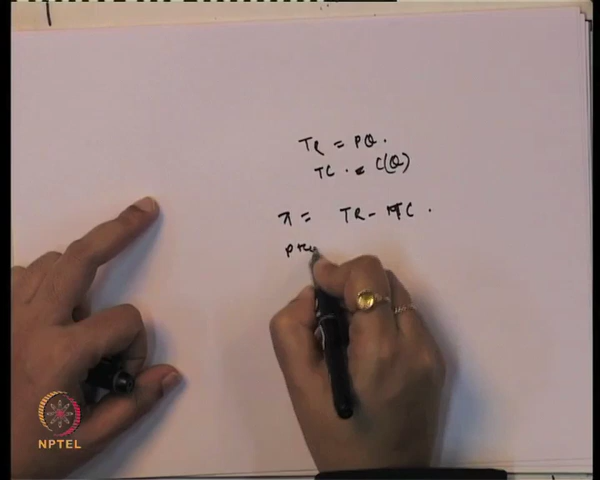 TR = PQ.
TC = C(Q)
π = TR - TC.
NPTEL